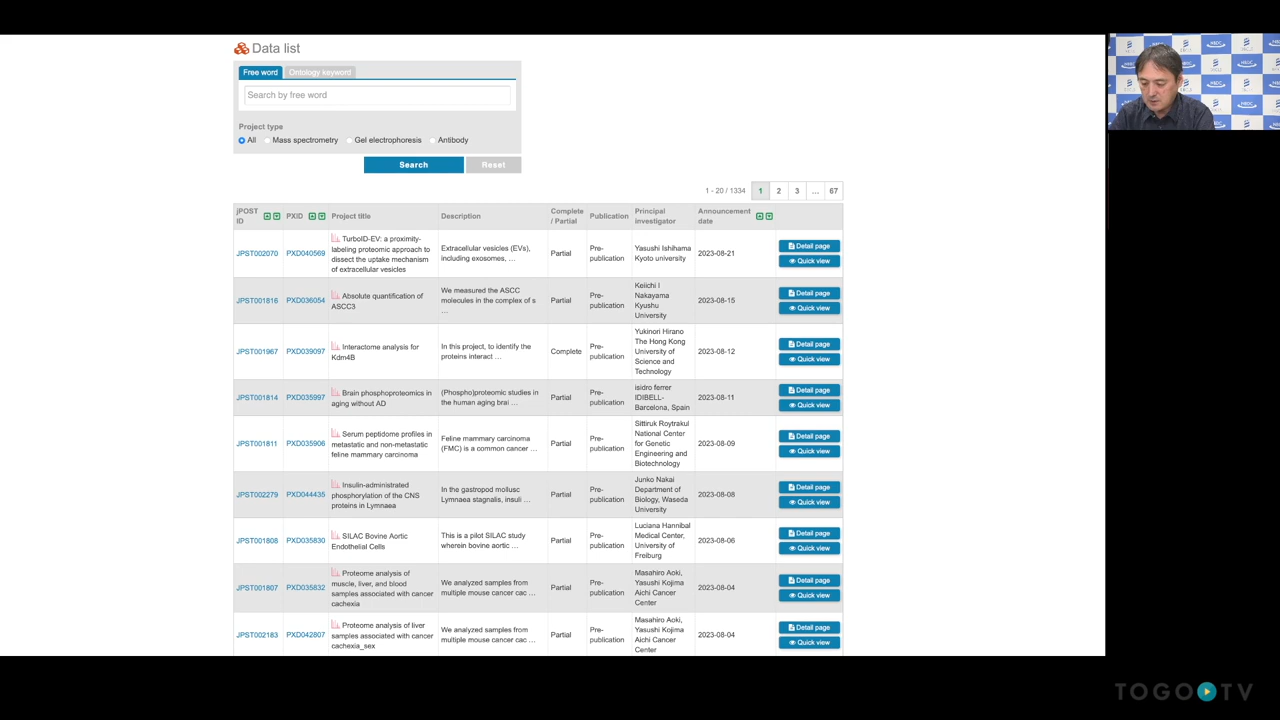 Data list
Free word
Ontology keyword
Search by free word
Project type
All
Mass spectrometry
Gel electrophoresis
Antibody
Search
Reset
1 - 20 / 1334
1
2
3
...
67
jPOST ID
PXID
Project title
Description
Complete / Partial
Publication
Principal investigator
Announcement date
JPST002070
PXD040569
TurboID-EV: a proximity-
labeling proteomic approach to
dissect the uptake mechanism
of extracellular vesicles
Extracellular vesicles (EVs),
including exosomes, ...
Partial
Pre-
publication
Yasushi Ishihama
Kyoto university
2023-08-21
Detail page
Quick view
JPST001816
PXD036054
Absolute quantification of
ASCC3
We measured the ASCC
molecules in the complex of s
...
Partial
Pre-
publication
Keiichi I
Nakayama
Kyushu
University
2023-08-15
Detail page
Quick view
JPST001967
PXD039097
Interactome analysis for
Kdm4B
In this project, to identify the
proteins interact ...
Complete
Pre-
publication
Yukinori Hirano
The Hong Kong
University of
Science and
Technology
2023-08-12
Detail page
Quick view
JPST001814
PXD035997
Brain phosphoproteomics in
aging without AD
(Phospho)proteomic studies in
the human aging brai ...
Partial
Pre-
publication
isidro ferrer
IDIBELL-
Barcelona, Spain
2023-08-11
Detail page
Quick view
JPST001811
PXD035906
Serum peptidome profiles in
metastatic and non-metastatic
feline mammary carcinoma
Feline mammary carcinoma
(FMC) is a common cancer ...
Partial
Pre-
publication
Sittiruk Roytrakul
National Center
for Genetic
Engineering and
Biotechnology
2023-08-09
Detail page
Quick view
JPST002279
PXD044435
Insulin-administrated
phosphorylation of the CNS
proteins in Lymnaea
In the gastropod mollusc
Lymnaea stagnalis, insuli ...
Partial
Pre-
publication
Junko Nakai
Department of
Biology, Waseda
University
2023-08-08
Detail page
Quick view
JPST001808
PXD035830
SILAC Bovine Aortic
Endothelial Cells
This is a pilot SILAC study
wherein bovine aortic ...
Partial
Pre-
publication
Luciana Hannibal
Medical Center,
University of
Freiburg
2023-08-06
Detail page
Quick view
JPST001807
PXD035832
Proteome analysis of
muscle, liver, and blood
samples associated with cancer
cachexia
We analyzed samples from
multiple mouse cancer cac ...
Partial
Pre-
publication
Masahiro Aoki,
Yasushi Kojima
Aichi Cancer
Center
2023-08-04
Detail page
Quick view
JPST002183
PXD042807
Proteome analysis of liver
samples associated with cancer
cachexia_sex
We analyzed samples from
multiple mouse cancer cac ...
Partial
Pre-
publication
Masahiro Aoki,
Yasushi Kojima
Aichi Cancer
Center
2023-08-04
Detail page
Quick view
TOGO TV